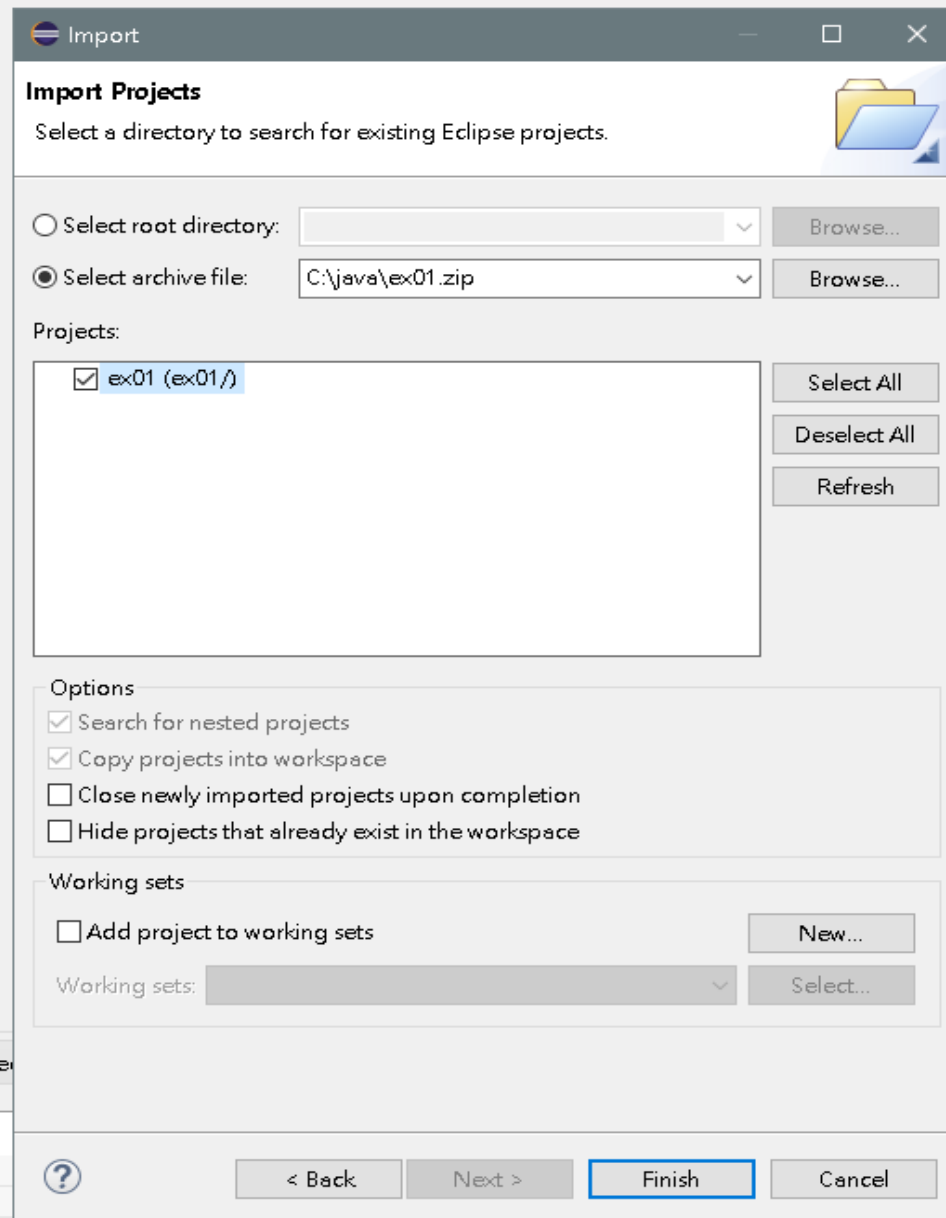 Import
Import Projects
Select a directory to search for existing Eclipse projects.
Select root directory: Browse...
Select archive file: C:\java\ex01.zip Browse...
Projects:
ex01 (ex01/) Select All
Deselect All
Refresh
Options
Search for nested projects
Copy projects into workspace
Close newly imported projects upon completion
Hide projects that already exist in the workspace
Working sets
Add project to working sets New...
Working sets: Select...
? < Back Next > Finish Cancel